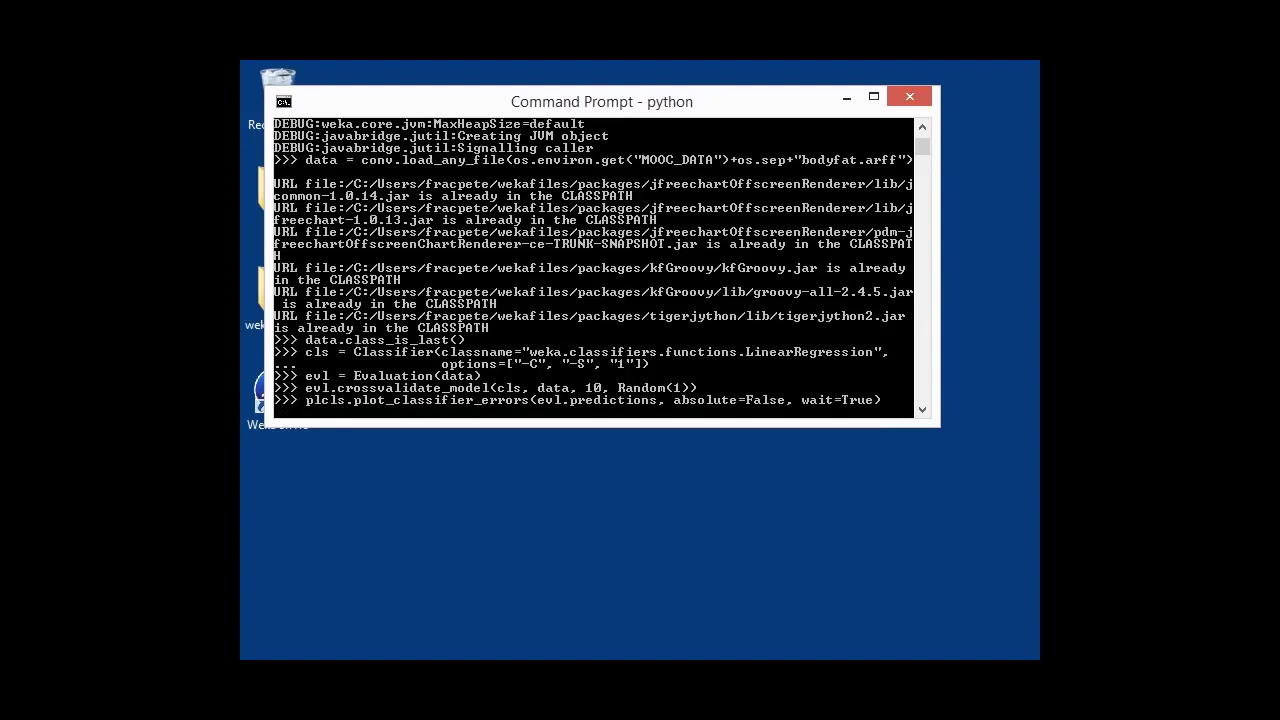 Command Prompt - python
DEBUG:weka.core.jvm:MaxHeapSize=default
DEBUG:javabridge.jutil:Creating JVM object
DEBUG:javabridge.jutil:Signalling caller
>>> data = conv.load_any_file(os.environ.get("MOOC_DATA")+os.sep+"bodyfat.arff")
URL file:/C:/Users/fracpete/wekafiles/packages/jfreechartOffscreenRenderer/lib/j
common-1.0.14.jar is already in the CLASSPATH
URL file:/C:/Users/fracpete/wekafiles/packages/jfreechartOffscreenRenderer/lib/j
freechart-1.0.13.jar is already in the CLASSPATH
URL file:/C:/Users/fracpete/wekafiles/packages/jfreechartOffscreenRenderer/pdm-j
freechartOffscreenChartRenderer-ce-TRUNK-SNAPSHOT.jar is already in the CLASSPAT
H
URL file:/C:/Users/fracpete/wekafiles/packages/kfGroovy/kfGroovy.jar is already
in the CLASSPATH
URL file:/C:/Users/fracpete/wekafiles/packages/kfGroovy/lib/groovy-all-2.4.5.jar
 is already in the CLASSPATH
URL file:/C:/Users/fracpete/wekafiles/packages/tigerjython/lib/tigerjython2.jar
is already in the CLASSPATH
>>> data.class_is_last()
>>> cls = Classifier(classname="weka.classifiers.functions.LinearRegression",
...                  options=["-C", "-S", "1"])
>>> evl = Evaluation(data)
>>> evl.crossvalidate_model(cls, data, 10, Random(1))
>>> plcls.plot_classifier_errors(evl.predictions, absolute=False, wait=True)